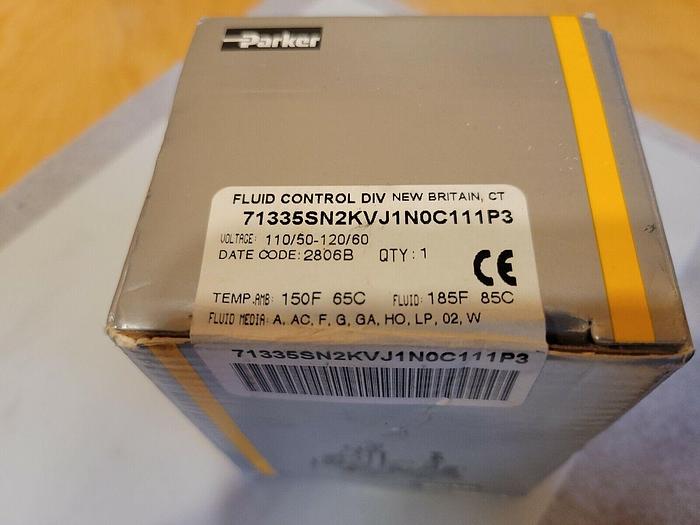 Parker
FLUID CONTROL DIV NEW BRITAIN, CT
71335SN2KVJ1N0C111P3
VOLTAGE: 110/50-120/60
DATE CODE: 2806B QTY: 1
CE
TEMP.AMB: 150F 65C FLUID: 185F 85C
FLUID MEDIA: A, AC, F, G, GA, HO, LP, O2, W
71335SN2KVJ1N0C111P3